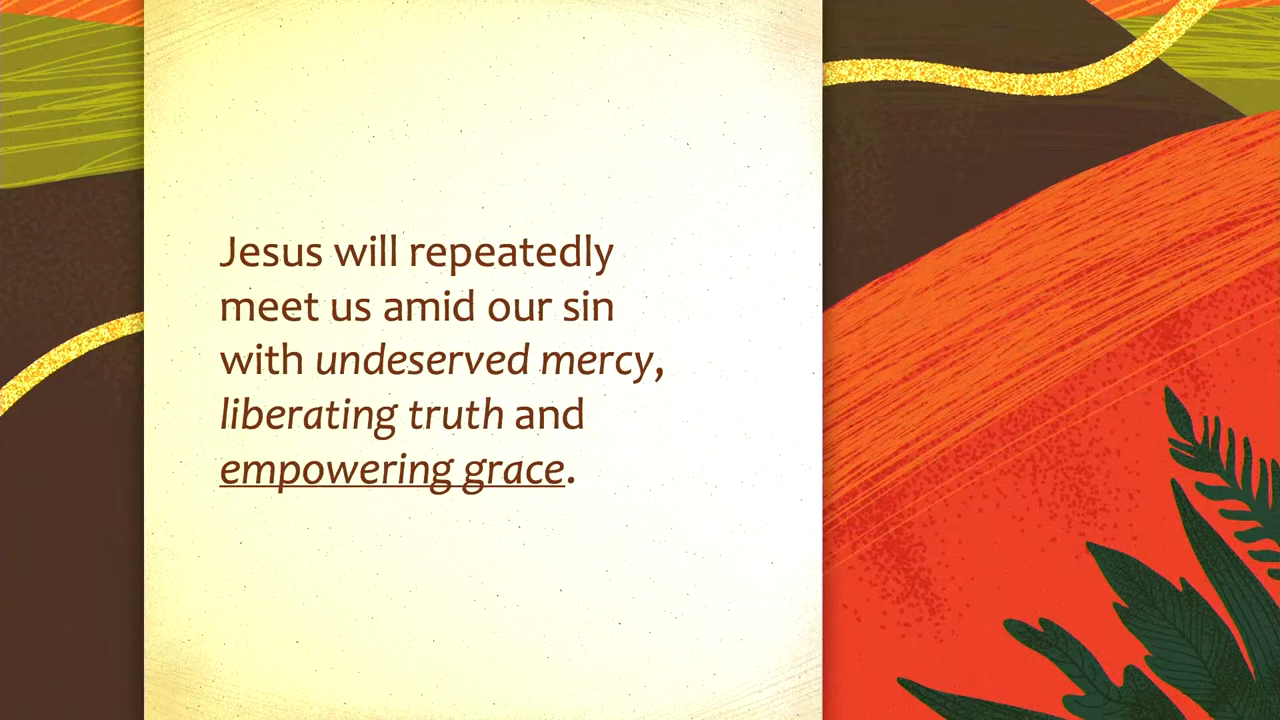 Jesus will repeatedly
meet us amid our sin
with undeserved mercy,
liberating truth and
empowering grace.